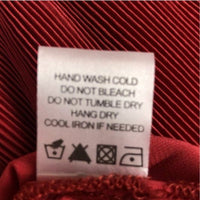 HAND WASH COLD
DO NOT BLEACH
DO NOT TUMBLE DRY
HANG DRY
COOL IRON IF NEEDED